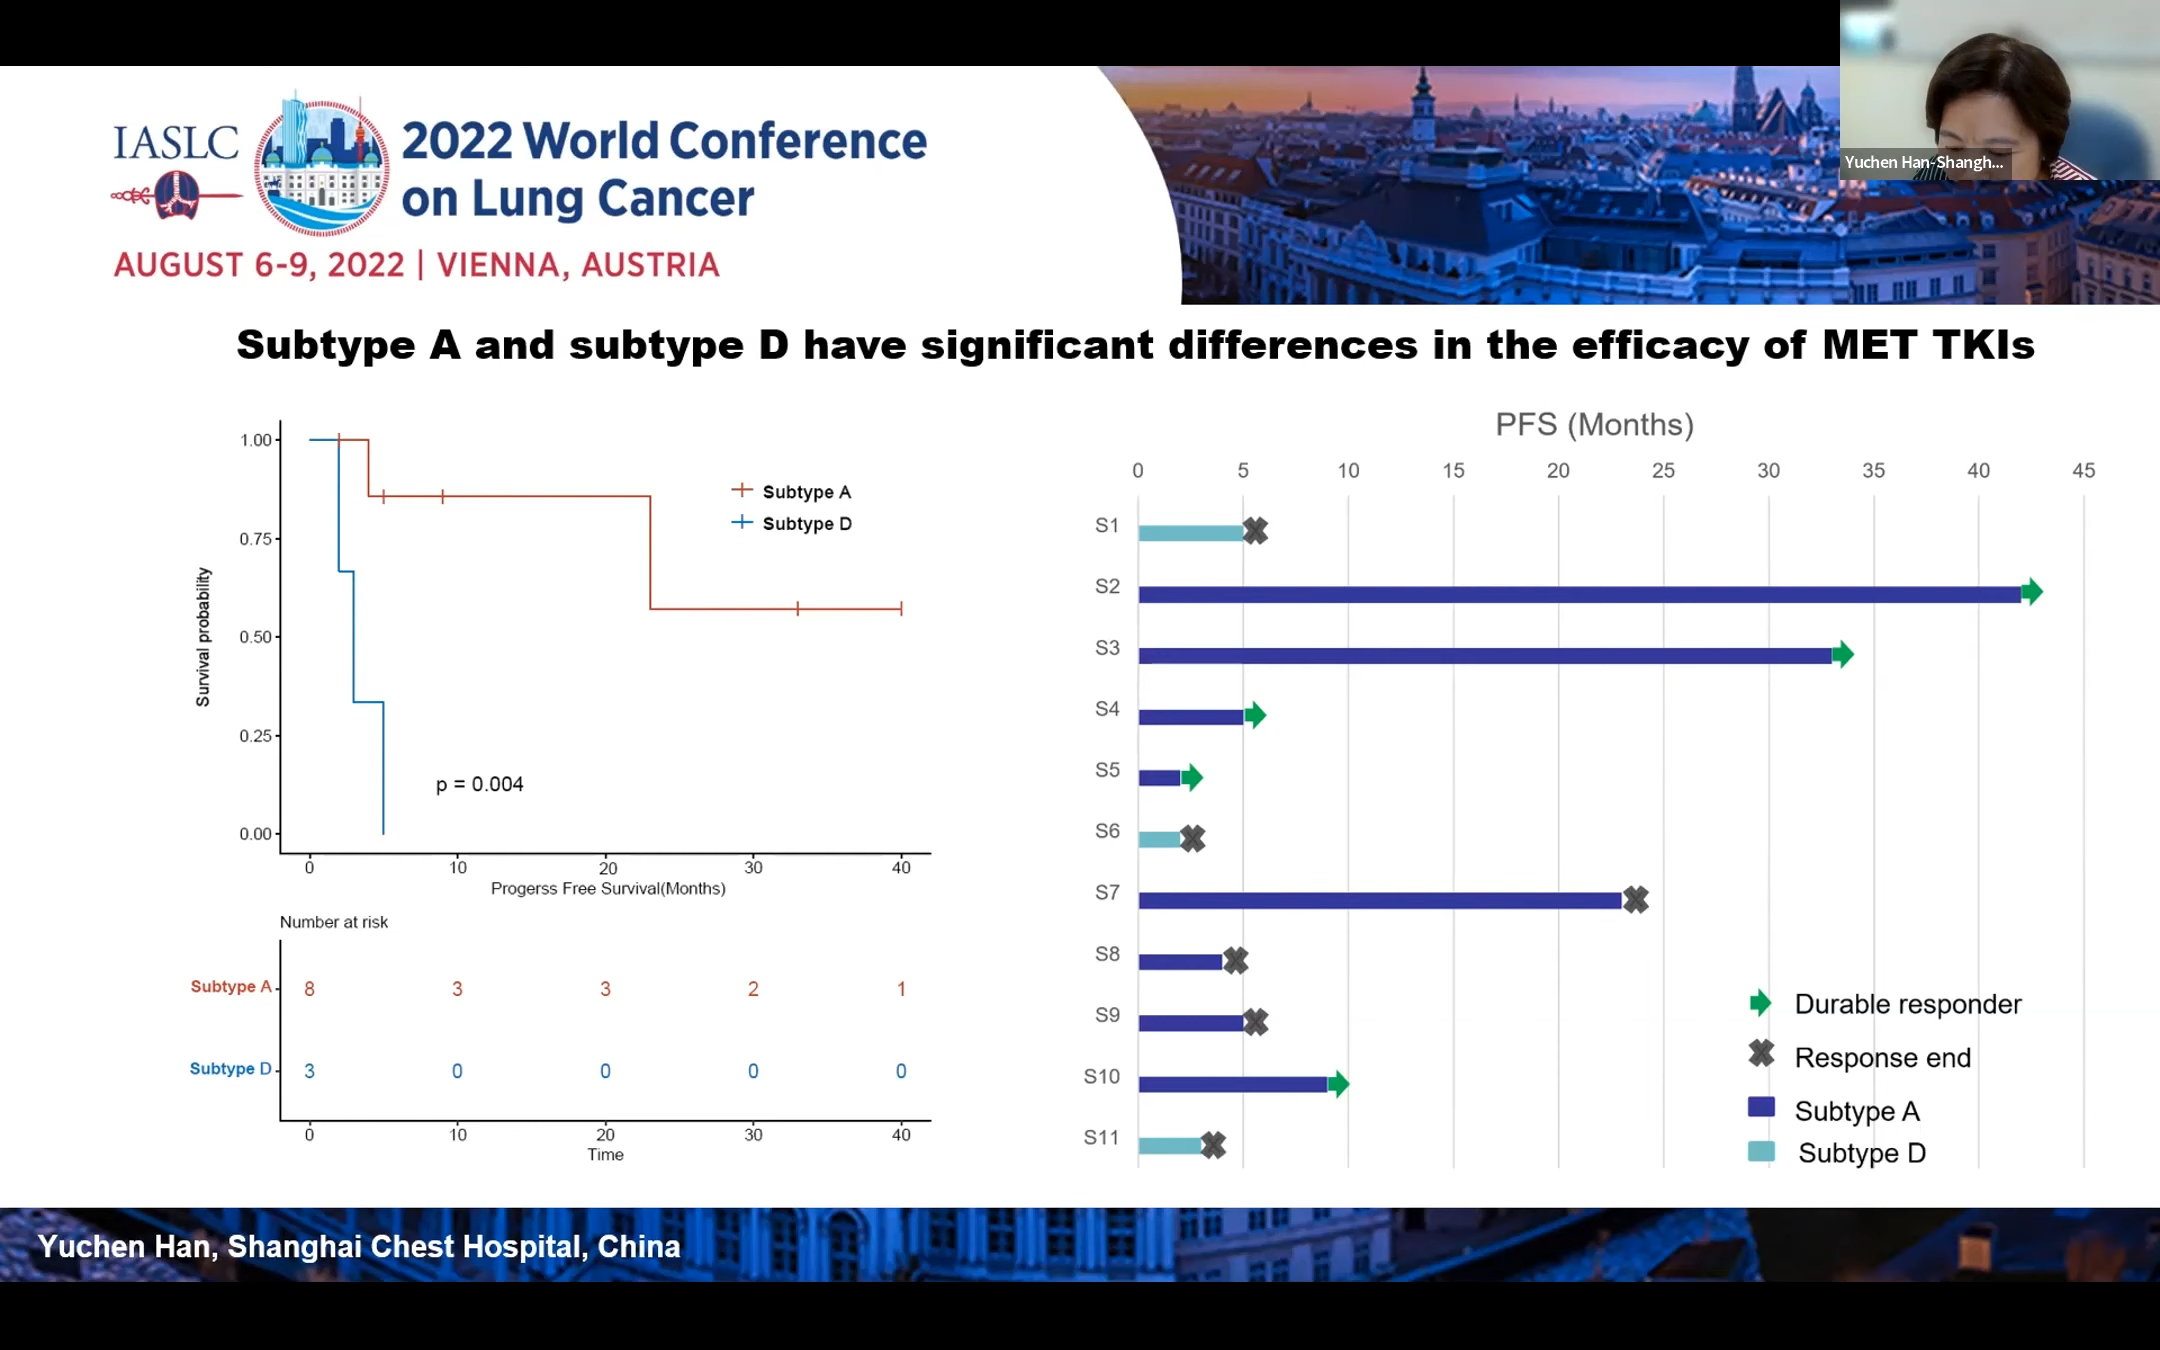 Yuchen Han-Shangh...
IASLC
2022 World Conference
on Lung Cancer
AUGUST 6-9, 2022 | VIENNA, AUSTRIA
Subtype A and subtype D have significant differences in the efficacy of MET TKIs
1.00
0.75
0.50
0.25
0.00
Survival probability
Subtype A
Subtype D
p = 0.004
0 10 20 30 40
Progerss Free Survival(Months)
Number at risk
Subtype A 8 3 3 2 1
Subtype D 3 0 0 0 0
0 10 20 30 40
Time
PFS (Months)
0 5 10 15 20 25 30 35 40 45
S1
S2
S3
S4
S5
S6
S7
S8
S9
S10
S11
Durable responder
Response end
Subtype A
Subtype D
Yuchen Han, Shanghai Chest Hospital, China